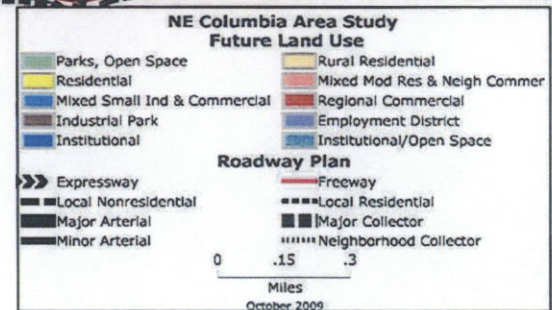 NE Columbia Area Study
Future Land Use
Parks, Open Space Rural Residential
Residential Mixed Mod Res & Neigh Commer
Mixed Small Ind & Commercial Regional Commercial
Industrial Park Employment District
Institutional Institutional/Open Space
Roadway Plan
Expressway Freeway
Local Nonresidential Local Residential
Major Arterial Major Collector
Minor Arterial Neighborhood Collector
0 .15 .3
Miles
October 2009